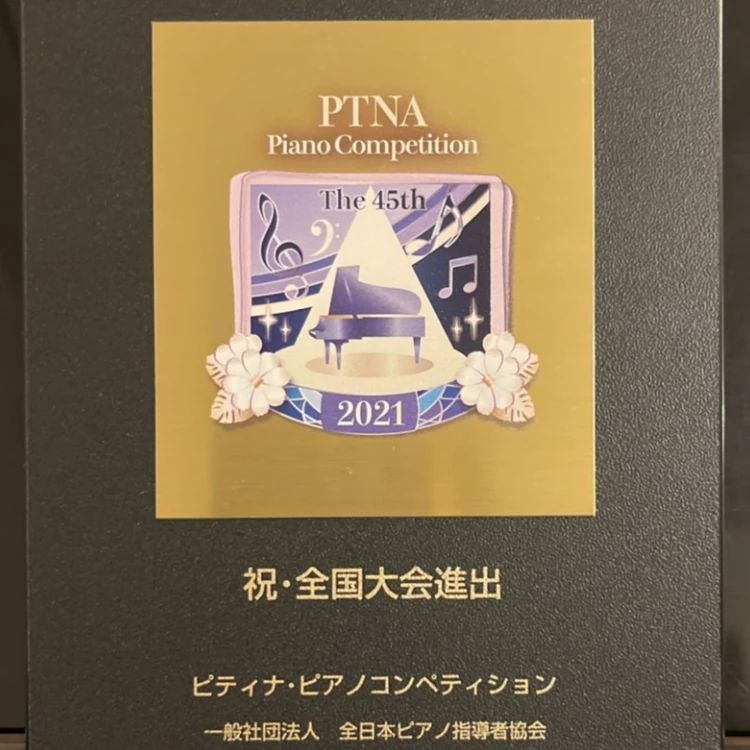 PTNA
Piano Competition
The 45th
2021
祝・全国大会進出
ピティナ・ピアノコンペティション
一般社団法人　全日本ピアノ指導者協会